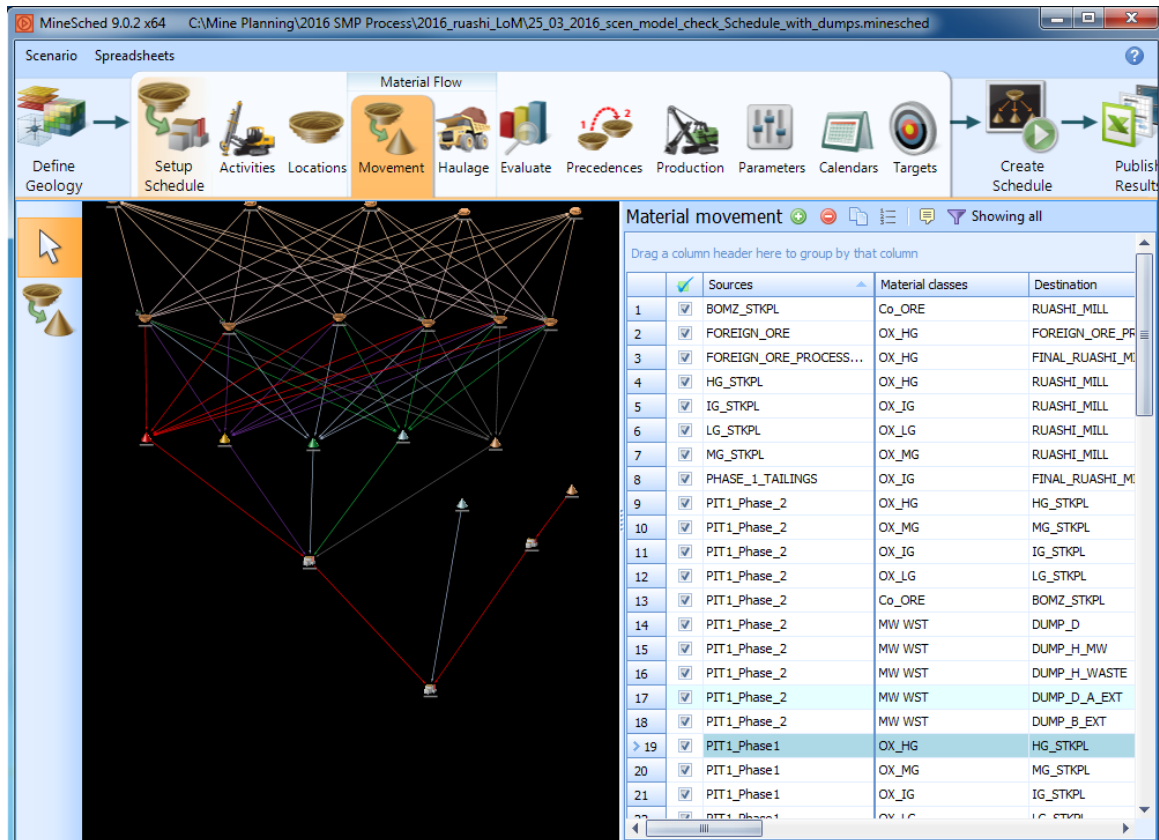 MineSched 9.0.2 x64 C:\Mine Planning\2016 SMP Process\2016_ruashi_LoM\25_03_2016_scen_model_check_Schedule_with_dumps.minesched
Scenario Spreadsheets
Material Flow
Define Geology
Setup Schedule
Activities
Locations
Movement
Haulage
Evaluate
Precedences
Production
Parameters
Calendars
Targets
Create Schedule
Publish Results
Material movement Showing all
Drag a column header here to group by that column
Sources Material classes Destination
1 BOMZ_STKPL Co_ORE RUASHI_MILL
2 FOREIGN_ORE OX_HG FOREIGN_ORE_PR
3 FOREIGN_ORE_PROCESS... OX_HG FINAL_RUASHI_MI
4 HG_STKPL OX_HG RUASHI_MILL
5 IG_STKPL OX_IG RUASHI_MILL
6 LG_STKPL OX_LG RUASHI_MILL
7 MG_STKPL OX_MG RUASHI_MILL
8 PHASE_1_TAILINGS OX_IG FINAL_RUASHI_MI
9 PIT1_Phase_2 OX_HG HG_STKPL
10 PIT1_Phase_2 OX_MG MG_STKPL
11 PIT1_Phase_2 OX_IG IG_STKPL
12 PIT1_Phase_2 OX_LG LG_STKPL
13 PIT1_Phase_2 Co_ORE BOMZ_STKPL
14 PIT1_Phase_2 MW WST DUMP_D
15 PIT1_Phase_2 MW WST DUMP_H_MW
16 PIT1_Phase_2 MW WST DUMP_H_WASTE
17 PIT1_Phase_2 MW WST DUMP_D_A_EXT
18 PIT1_Phase_2 MW WST DUMP_B_EXT
19 PIT1_Phase1 OX_HG HG_STKPL
20 PIT1_Phase1 OX_MG MG_STKPL
21 PIT1_Phase1 OX_IG IG_STKPL